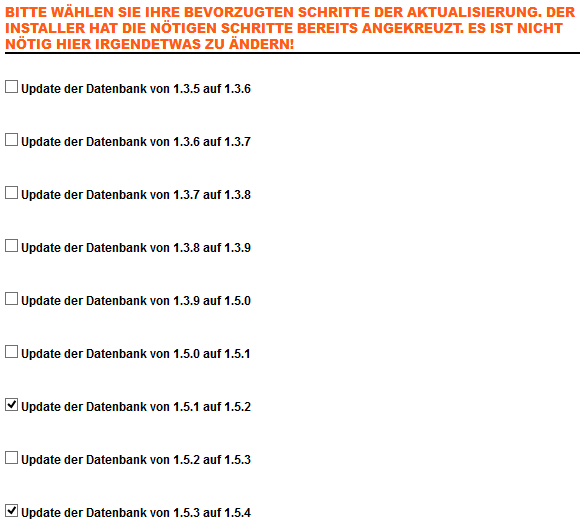 BITTE WÄHLEN SIE IHRE BEVORZUGTEN SCHRITTE DER AKTUALISIERUNG. DER
INSTALLER HAT DIE NÖTIGEN SCHRITTE BEREITS ANGEKREUZT. ES IST NICHT
NÖTIG HIER IRGENDETWAS ZU ÄNDERN!
Update der Datenbank von 1.3.5 auf 1.3.6
Update der Datenbank von 1.3.6 auf 1.3.7
Update der Datenbank von 1.3.7 auf 1.3.8
Update der Datenbank von 1.3.8 auf 1.3.9
Update der Datenbank von 1.3.9 auf 1.5.0
Update der Datenbank von 1.5.0 auf 1.5.1
Update der Datenbank von 1.5.1 auf 1.5.2
Update der Datenbank von 1.5.2 auf 1.5.3
Update der Datenbank von 1.5.3 auf 1.5.4